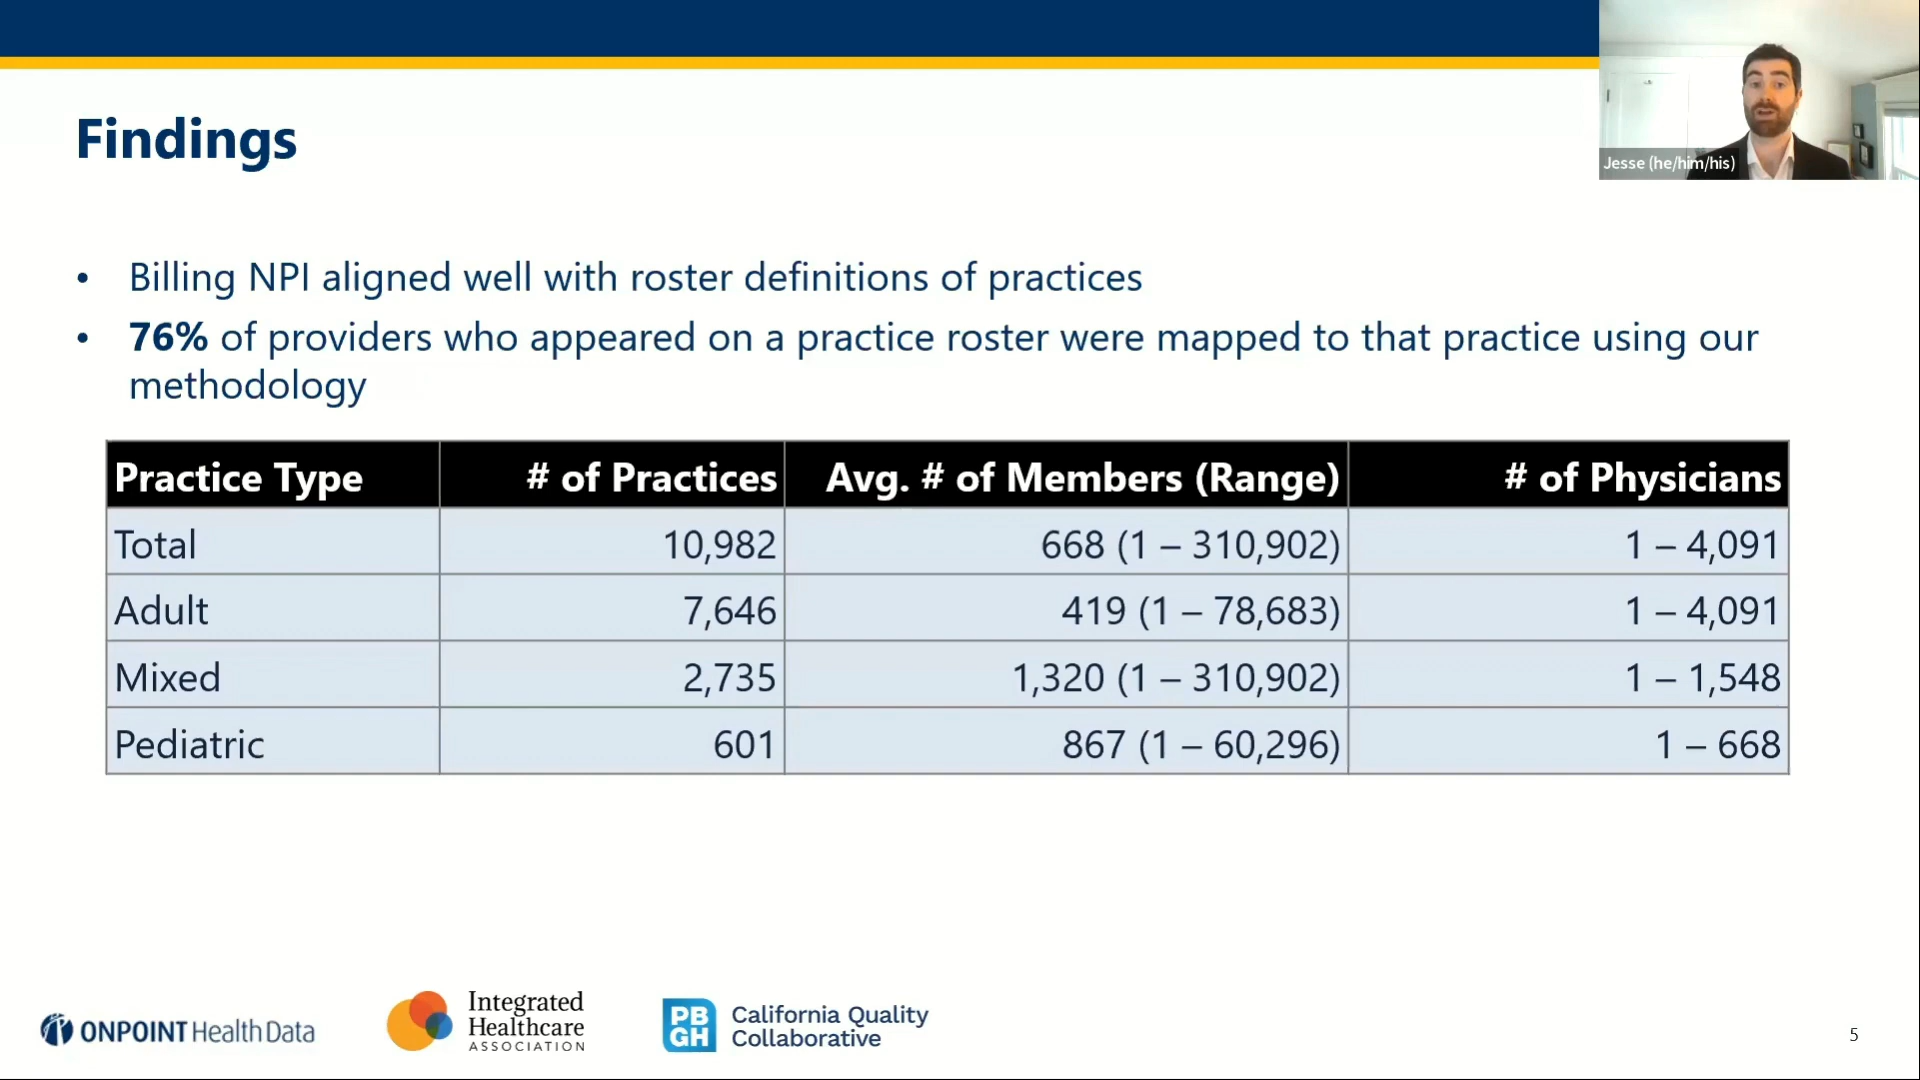 Jesse (he/him/his)
Findings
• Billing NPI aligned well with roster definitions of practices
• 76% of providers who appeared on a practice roster were mapped to that practice using our
methodology
Practice Type # of Practices Avg. # of Members (Range) # of Physicians
Total 10,982 668 (1 – 310,902) 1 – 4,091
Adult 7,646 419 (1 – 78,683) 1 – 4,091
Mixed 2,735 1,320 (1 – 310,902) 1 – 1,548
Pediatric 601 867 (1 – 60,296) 1 – 668
ONPOINT Health Data
Integrated
Healthcare
ASSOCIATION
PB
GH
California Quality
Collaborative
5